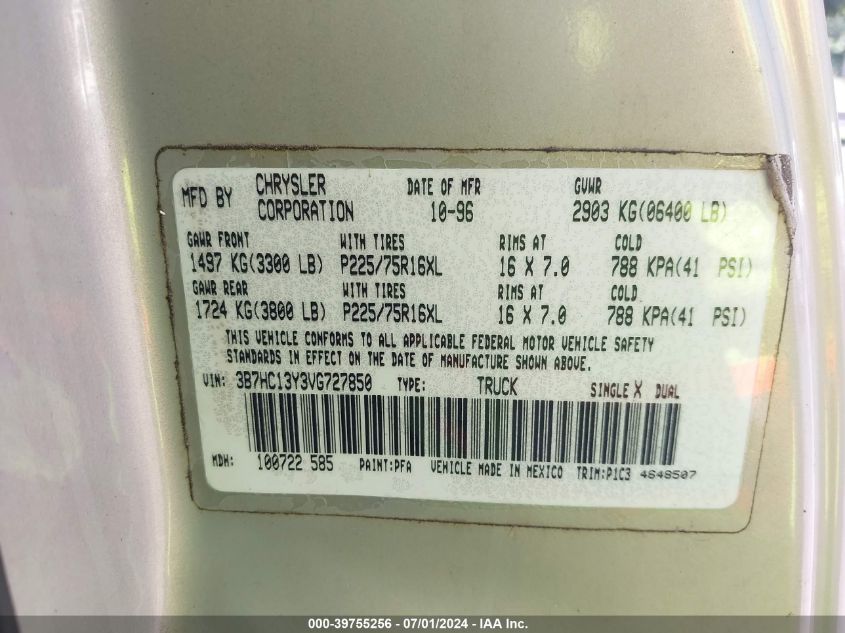 MFD BY CHRYSLER CORPORATION DATE OF MFR 10-96 GVWR 2903 KG(06400 LB)
GAWR FRONT WITH TIRES RIMS AT COLD
1497 KG(3300 LB) P225/75R16XL 16 X 7.0 788 KPA(41 PSI)
GAWR REAR WITH TIRES RIMS AT COLD
1724 KG(3800 LB) P225/75R16XL 16 X 7.0 788 KPA(41 PSI)
THIS VEHICLE CONFORMS TO ALL APPLICABLE FEDERAL MOTOR VEHICLE SAFETY
STANDARDS IN EFFECT ON THE DATE OF MANUFACTURE SHOWN ABOVE.
VIN: 3B7HC13Y3VG727850 TYPE: TRUCK SINGLE X DUAL
MDH: 100722 585 PAINT:PFA VEHICLE MADE IN MEXICO TRIM:P1C3 4648507
000-39755256 - 07/01/2024 - IAA Inc.